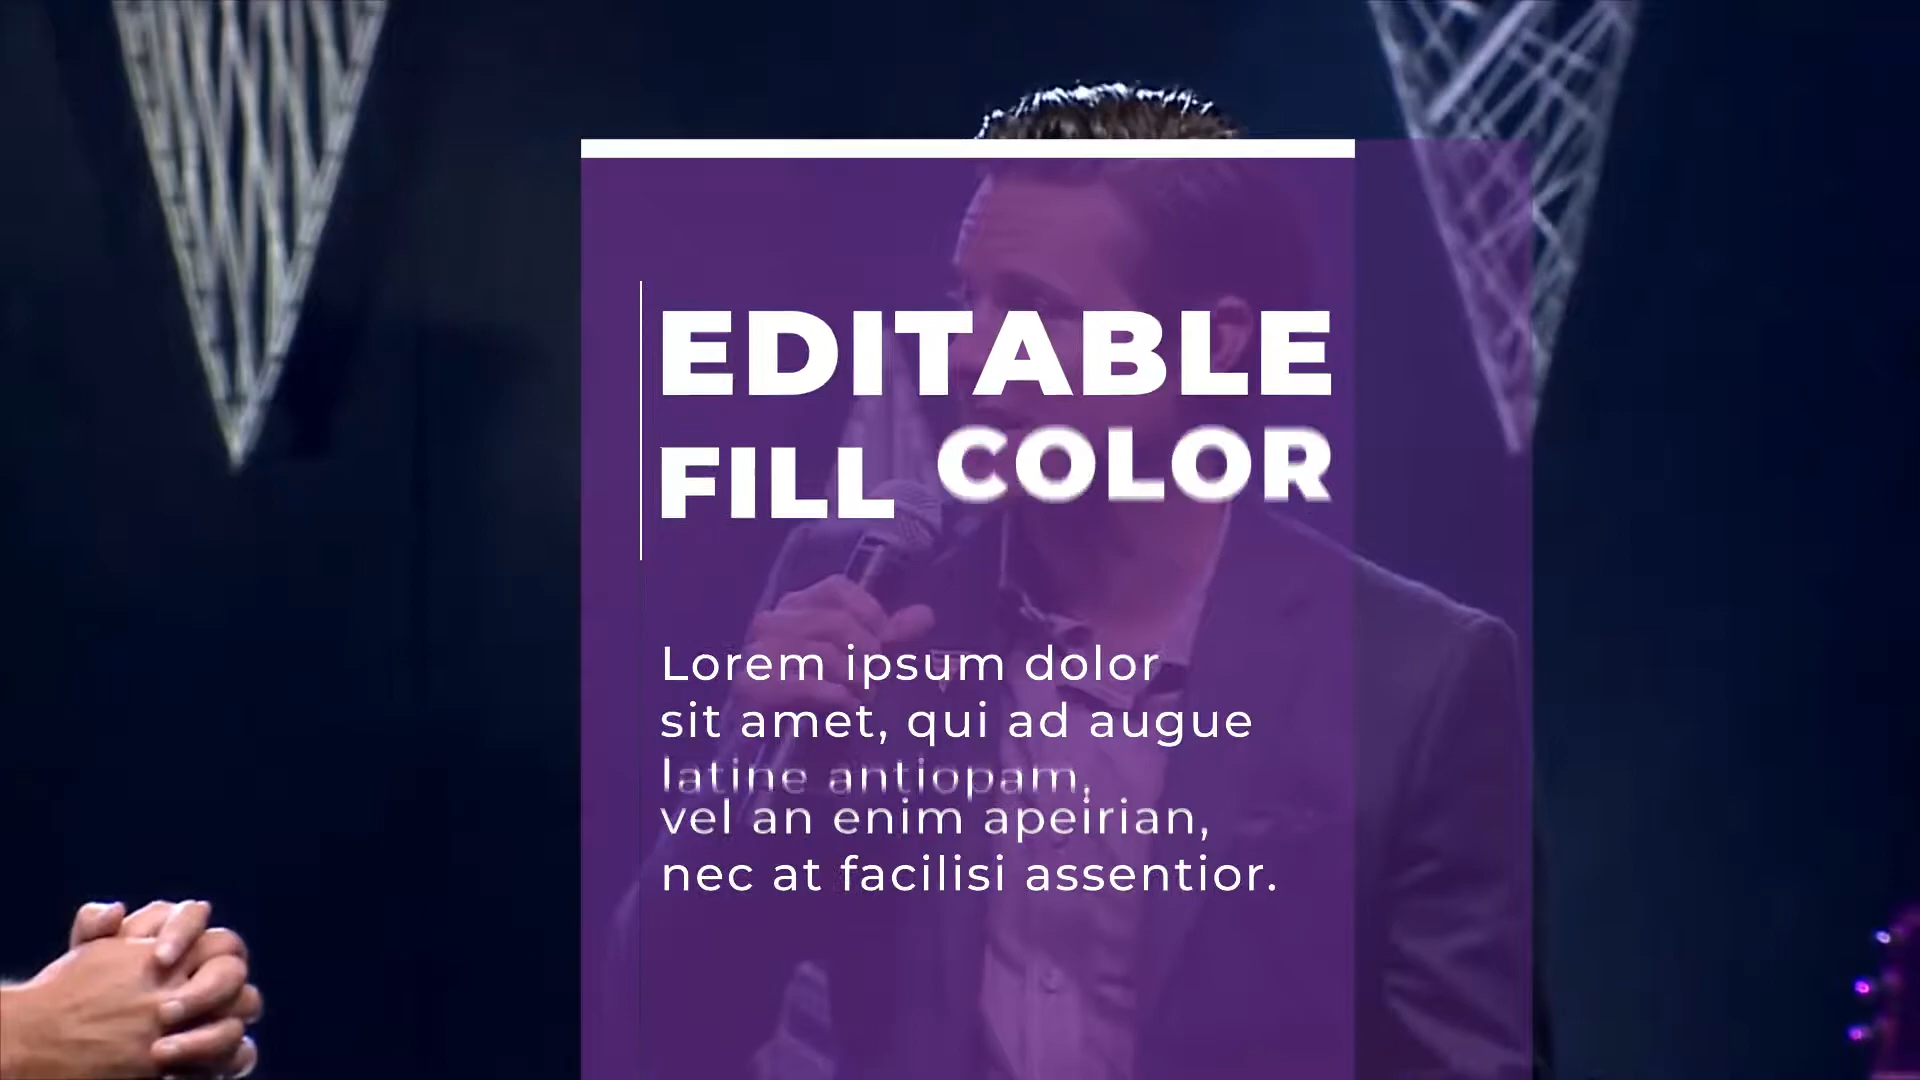 EDITABLE
FILL COLOR
Lorem ipsum dolor
sit amet, qui ad augue
latine antiopam,
vel an enim apeirian,
nec at facilisi assentior.